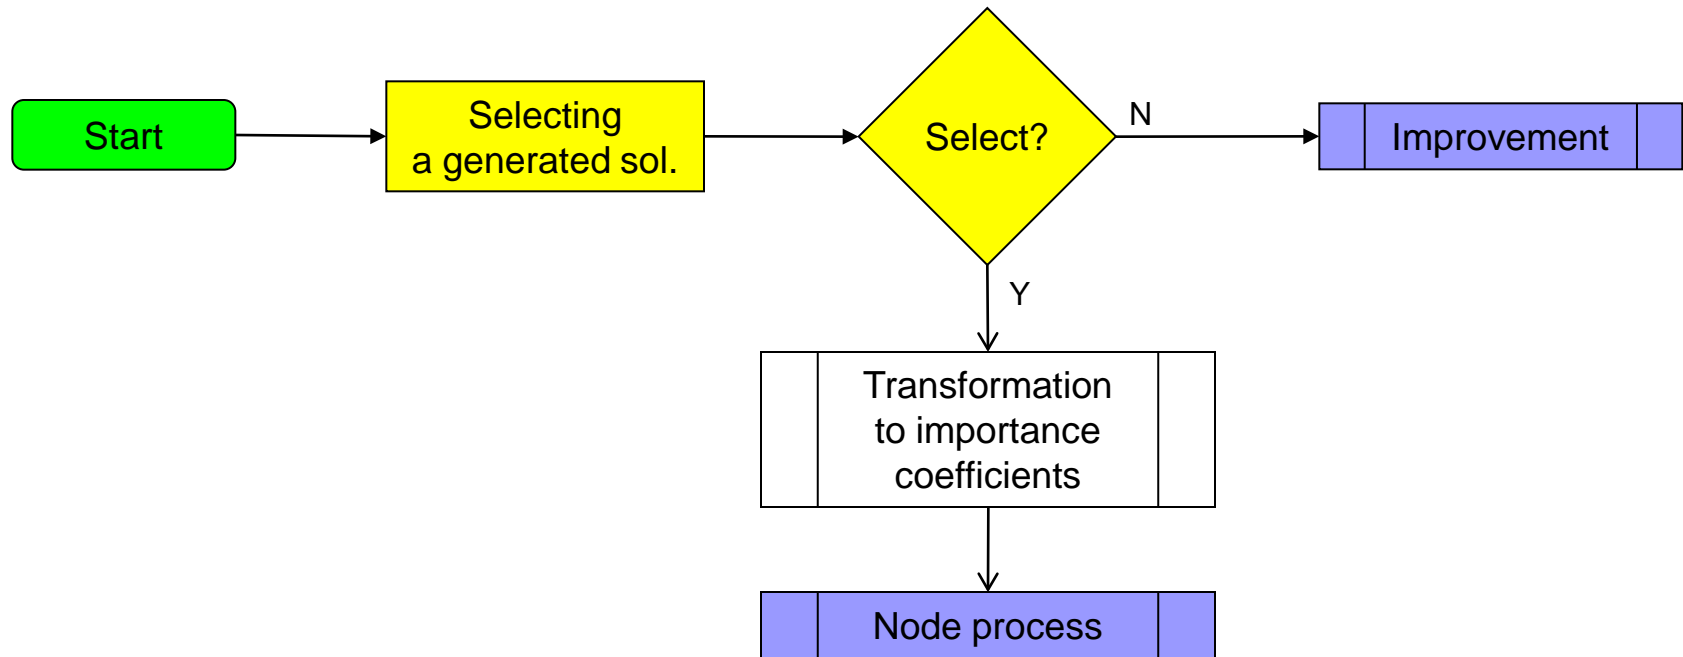 Start
Selecting
a generated sol.
Select?
N
Improvement
Y
Transformation
to importance
coefficients
Node process